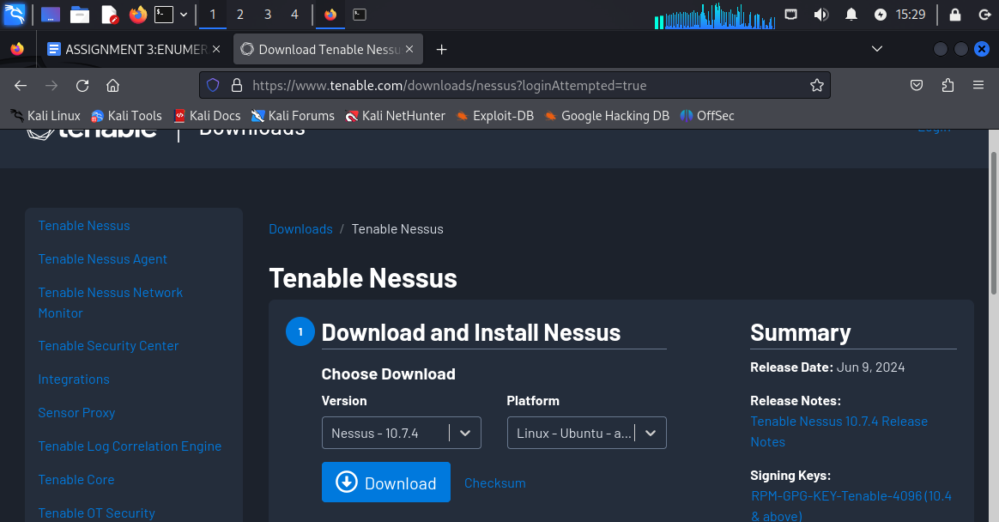 1 2 3 4
15:29
ASSIGNMENT 3:ENUMER
Download Tenable Nessu
https://www.tenable.com/downloads/nessus?loginAttempted=true
Kali Linux Kali Tools Kali Docs Kali Forums Kali NetHunter Exploit-DB Google Hacking DB OffSec
tenable | Downloads
Login
Tenable Nessus
Tenable Nessus Agent
Tenable Nessus Network
Monitor
Tenable Security Center
Integrations
Sensor Proxy
Tenable Log Correlation Engine
Tenable Core
Tenable OT Security
Downloads / Tenable Nessus
Tenable Nessus
1 Download and Install Nessus
Choose Download
Version Platform
Nessus - 10.7.4 Linux - Ubuntu - a...
Download Checksum
Summary
Release Date: Jun 9, 2024
Release Notes:
Tenable Nessus 10.7.4 Release
Notes
Signing Keys:
RPM-GPG-KEY-Tenable-4096 (10.4
& above)